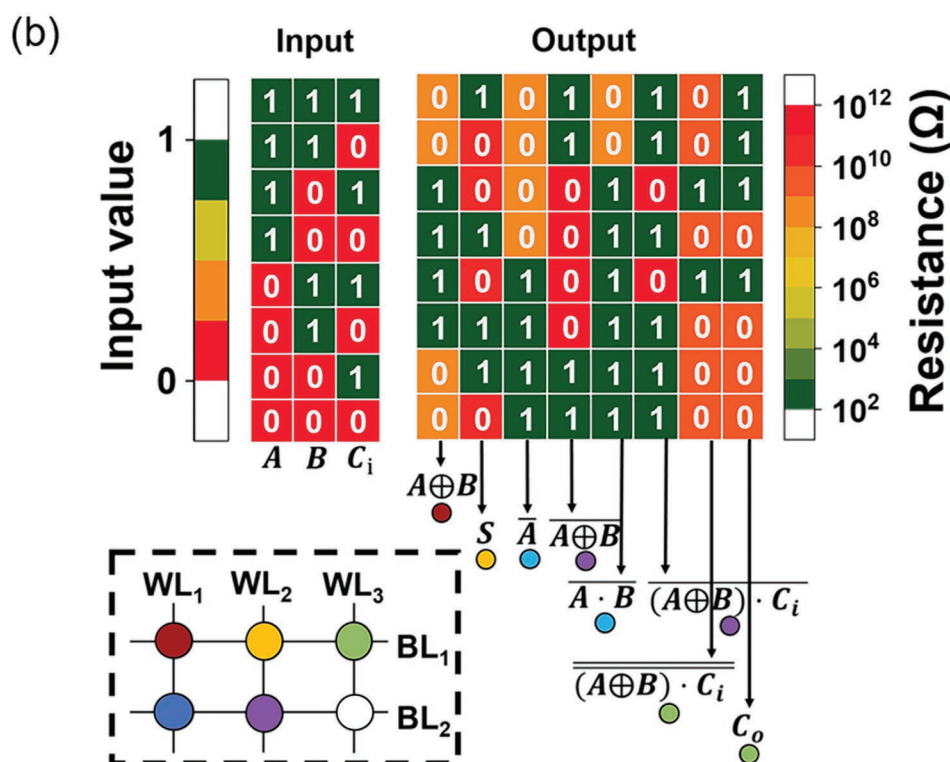 (b)
Input Output
Input value
1
0
1 1 1
1 1 0
1 0 1
1 0 0
0 1 1
0 1 0
0 0 1
0 0 0
A B Cᵢ
0 1 0 1 0 1 0 1
0 0 0 1 0 1 0 1
1 0 0 0 1 0 1 1
1 1 0 0 1 1 0 0
1 0 1 0 1 0 1 1
1 1 1 0 1 1 0 0
0 1 1 1 1 1 0 0
0 0 1 1 1 1 0 0
10¹²
10¹⁰
10⁸
10⁶
10⁴
10²
Resistance (Ω)
A⊕B
S A̅ A̅⊕̅B̅
A̅ ̅·̅ ̅B̅ (̅A̅⊕̅B̅)̅ ̅·̅ ̅C̅ᵢ̅
(̿A̿⊕̿B̿)̿ ̿·̿ ̿C̿ᵢ̿
Cₒ
WL₁ WL₂ WL₃
BL₁
BL₂